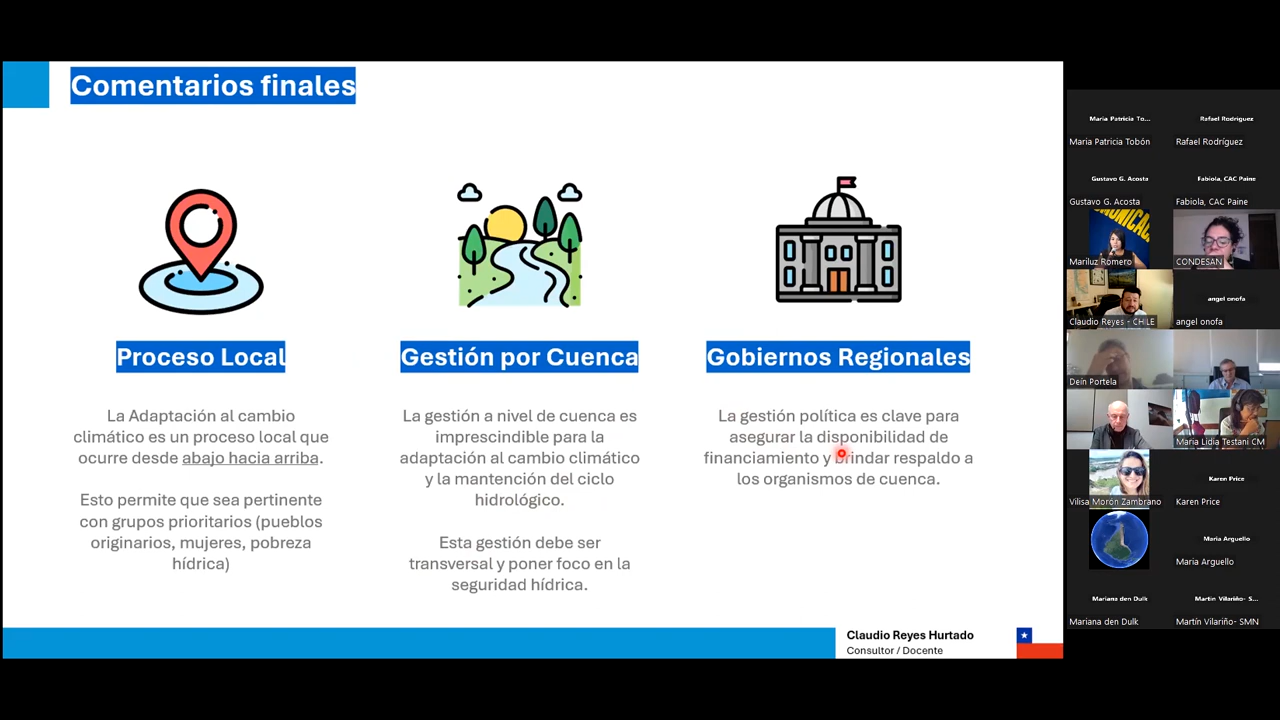 Comentarios finales
Proceso Local
La Adaptación al cambio
climático es un proceso local que
ocurre desde abajo hacia arriba.
Esto permite que sea pertinente
con grupos prioritarios (pueblos
originarios, mujeres, pobreza
hídrica)
Gestión por Cuenca
La gestión a nivel de cuenca es
imprescindible para la
adaptación al cambio climático
y la mantención del ciclo
hidrológico.
Esta gestión debe ser
transversal y poner foco en la
seguridad hídrica.
Gobiernos Regionales
La gestión política es clave para
asegurar la disponibilidad de
financiamiento y brindar respaldo a
los organismos de cuenca.
Claudio Reyes Hurtado
Consultor / Docente
Maria Patricia To...
Maria Patricia Tobón
Rafael Rodríguez
Rafael Rodríguez
Gustavo G. Acosta
Gustavo G. Acosta
Fabiola, CAC Paine
Fabiola, CAC Paine
Mariluz Romero
CONDESAN
Claudio Reyes - CHILE
angel onofa
angel onofa
Deín Portela
Maria Lidia Testani CM
Vilisa Morón Zambrano
Karen Price
Karen Price
Maria Arguello
Maria Arguello
Mariana den Dulk
Mariana den Dulk
Martín Vilariño- S...
Martín Vilariño- SMN